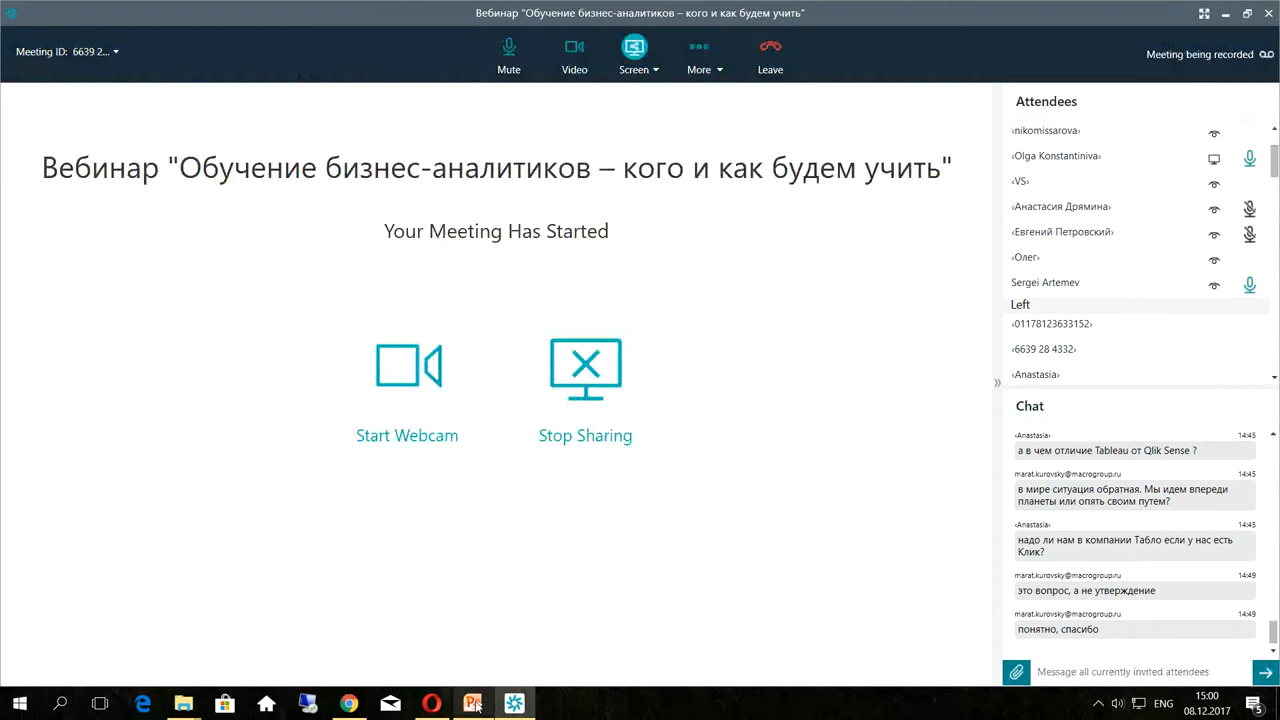 Вебинар "Обучение бизнес-аналитиков – кого и как будем учить"
Meeting ID: 6639 2...
Mute
Video
Screen
More
Leave
Meeting being recorded
Вебинар "Обучение бизнес-аналитиков – кого и как будем учить"
Your Meeting Has Started
Start Webcam
Stop Sharing
Attendees
‹nikomissarova›
‹Olga Konstantiniva›
‹VS›
‹Анастасия Дрямина›
‹Евгений Петровский›
‹Олег›
Sergei Artemev
Left
‹01178123633152›
‹6639 28 4332›
‹Anastasia›
Chat
‹Anastasia› 14:45
а в чем отличие Tableau от Qlik Sense ?
marat.kurovsky@macrogroup.ru 14:45
в мире ситуация обратная. Мы идем впереди
планеты или опять своим путем?
‹Anastasia› 14:45
надо ли нам в компании Табло если у нас есть
Клик?
marat.kurovsky@macrogroup.ru 14:49
это вопрос, а не утверждение
marat.kurovsky@macrogroup.ru 14:49
понятно, спасибо
Message all currently invited attendees
ENG
15:00
08.12.2017
5